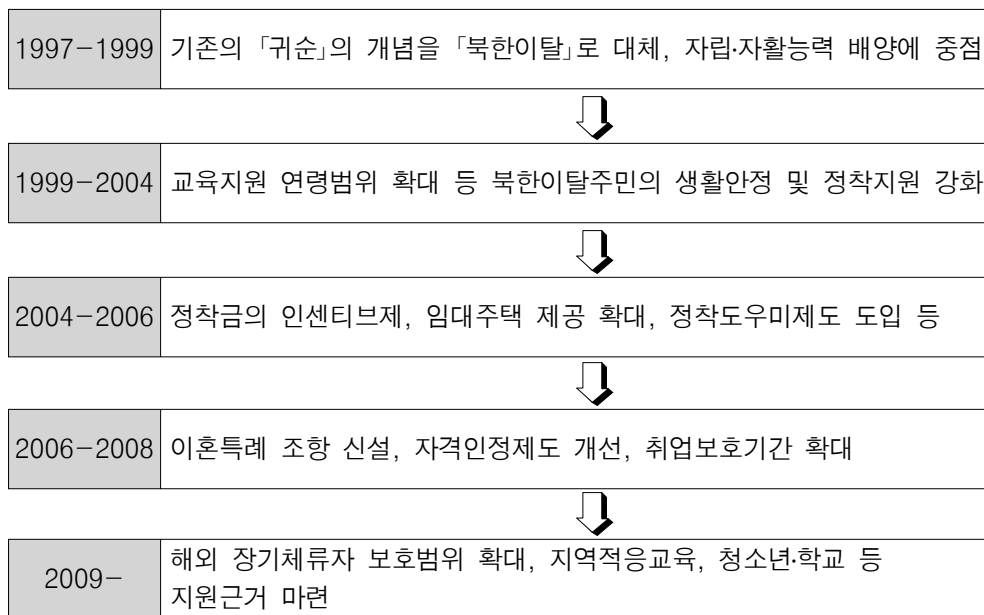 1997-1999 기존의 「귀순」의 개념을 「북한이탈」로 대체, 자립·자활능력 배양에 중점
1999-2004 교육지원 연령범위 확대 등 북한이탈주민의 생활안정 및 정착지원 강화
2004-2006 정착금의 인센티브제, 임대주택 제공 확대, 정착도우미제도 도입 등
2006-2008 이혼특례 조항 신설, 자격인정제도 개선, 취업보호기간 확대
2009- 해외 장기체류자 보호범위 확대, 지역적응교육, 청소년·학교 등
지원근거 마련